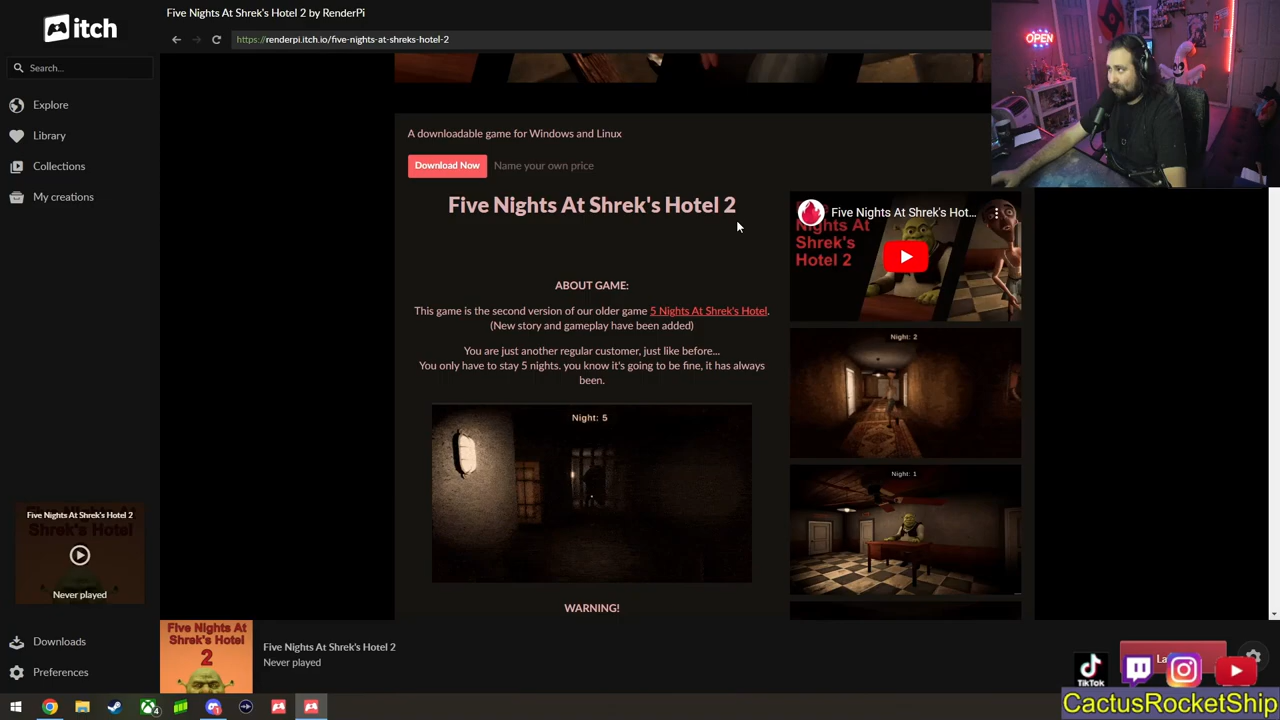 itch
Five Nights At Shrek's Hotel 2 by RenderPi
https://renderpi.itch.io/five-nights-at-shreks-hotel-2
OPEN
Search...
Explore
Library
Collections
My creations
A downloadable game for Windows and Linux
Download Now
Name your own price
Five Nights At Shrek's Hotel 2
ABOUT GAME:
This game is the second version of our older game 5 Nights At Shrek's Hotel.
(New story and gameplay have been added)
You are just another regular customer, just like before...
You only have to stay 5 nights. you know it's going to be fine, it has always
been.
Night: 5
WARNING!
Five Nights At Shrek's Hot...
Nights At
Shrek's
Hotel 2
Night: 2
Night: 1
Five Nights At Shrek's Hotel 2
Never played
Downloads
Preferences
Five Nights At
Shrek's Hotel
2
Five Nights At Shrek's Hotel 2
Never played
TikTok
CactusRocketShip